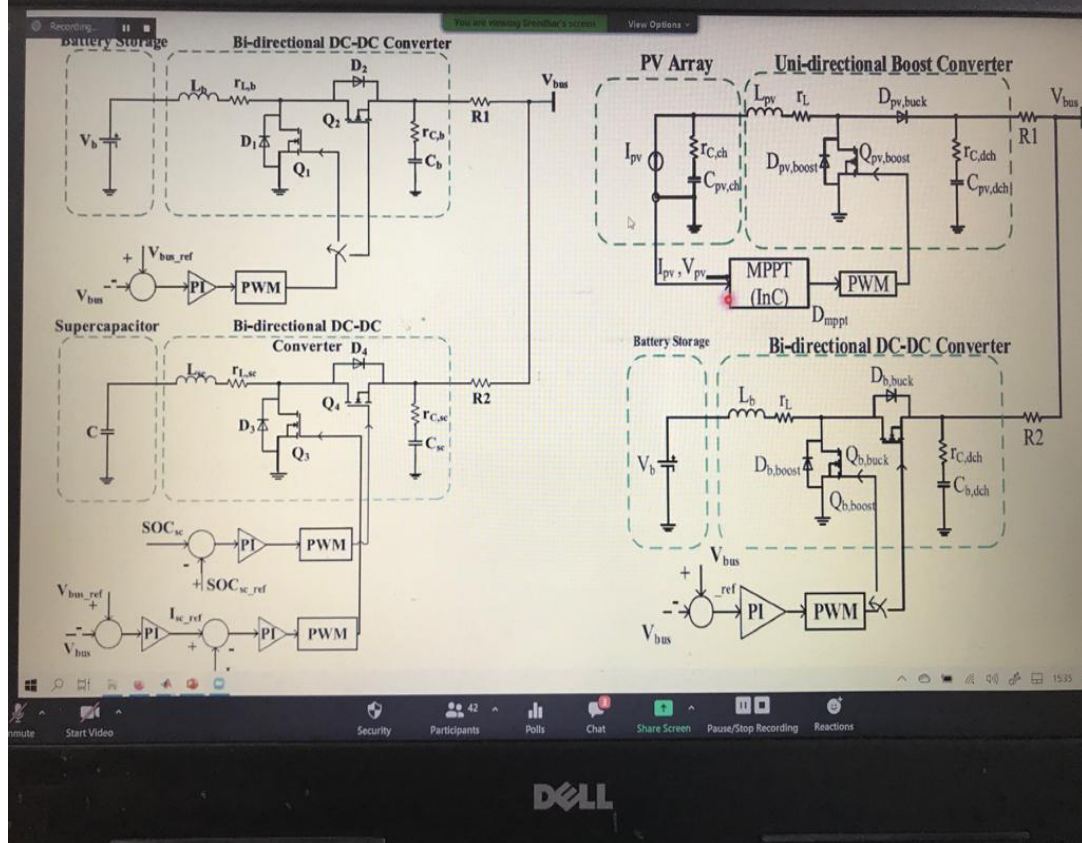 Recording...
You are viewing Sreedhar's screen
View Options
Battery Storage
Bi-directional DC-DC Converter
D2
Lb
rL,b
Vbus
R1
Vb
D1
Q2
Q1
rC,b
Cb
+
Vbus_ref
-
Vbus
PI
PWM
Supercapacitor
Bi-directional DC-DC
Converter
D4
Lsc
rL,sc
R2
C
D3
Q4
Q3
rC,sc
Csc
SOCsc
PI
PWM
-
+
SOCsc_ref
Vbus_ref
+
-
Vbus
PI
Isc_ref
+
-
PI
PWM
PV Array
Uni-directional Boost Converter
Lpv
rL
Dpv,buck
Vbus
R1
Ipv
rC,ch
Cpv,ch
Dpv,boost
Qpv,boost
rC,dch
Cpv,dch
Ipv , Vpv
MPPT
(InC)
Dmppt
PWM
Battery Storage
Bi-directional DC-DC Converter
Db,buck
Lb
rL
R2
Vb
Db,boost
Qb,buck
Qb,boost
rC,dch
Cb,dch
Vbus
+
_ref
-
Vbus
PI
PWM
15:35
nmute
Start Video
Security
42
Participants
Polls
Chat
Share Screen
Pause/Stop Recording
Reactions
DELL